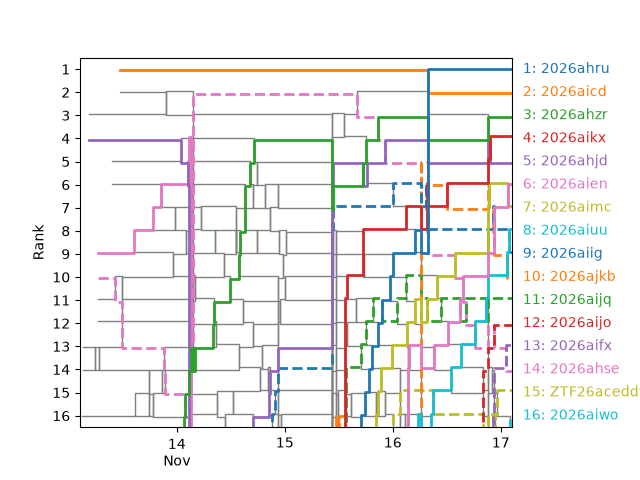 1
2
3
4
5
6
7
8
9
10
11
12
13
14
15
16
Rank
14
15
16
17
Nov
1: 2026ahru
2: 2026aicd
3: 2026ahzr
4: 2026aikx
5: 2026ahjd
6: 2026aien
7: 2026aimc
8: 2026aiuu
9: 2026aiig
10: 2026ajkb
11: 2026aijq
12: 2026aijo
13: 2026aifx
14: 2026ahse
15: ZTF26acedd
16: 2026aiwo